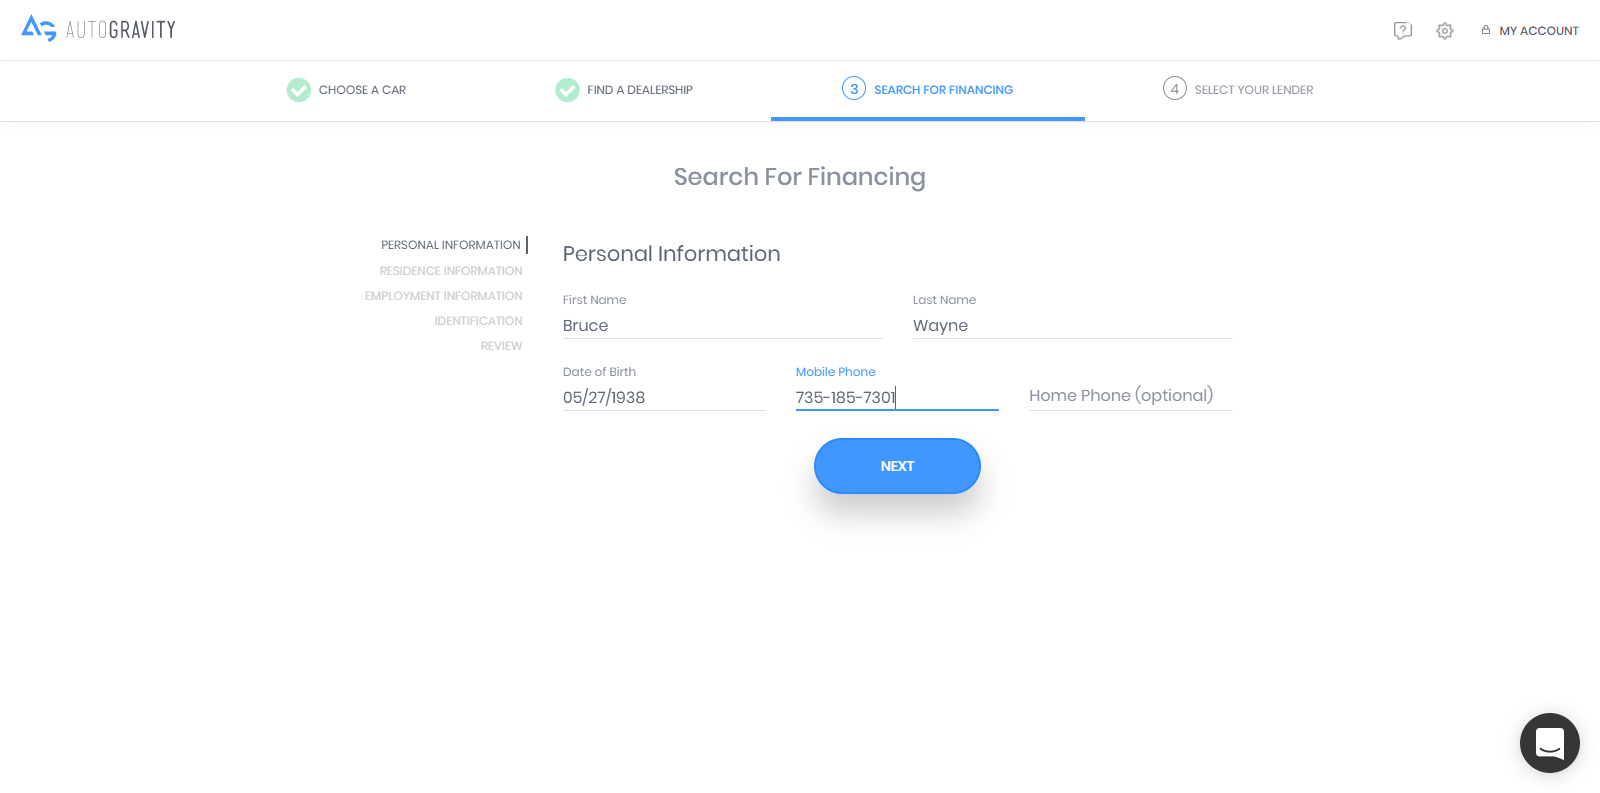 AUTOGRAVITY
MY ACCOUNT
CHOOSE A CAR
FIND A DEALERSHIP
3 SEARCH FOR FINANCING
4 SELECT YOUR LENDER
Search For Financing
PERSONAL INFORMATION
RESIDENCE INFORMATION
EMPLOYMENT INFORMATION
IDENTIFICATION
REVIEW
Personal Information
First Name
Last Name
Bruce
Wayne
Date of Birth
Mobile Phone
05/27/1938
735-185-7301
Home Phone (optional)
NEXT